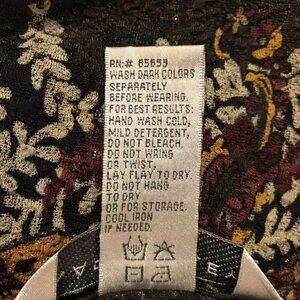 RN:# 85853
WASH DARK COLORS
SEPARATELY
BEFORE WEARING.
FOR BEST RESULTS:
HAND WASH COLD,
MILD DETERGENT,
DO NOT BLEACH.
DO NOT WRING
OR TWIST,
LAY FLAY TO DRY.
DO NOT HANG
TO DRY
OR FOR STORAGE.
COOL IRON
IF NEEDED.